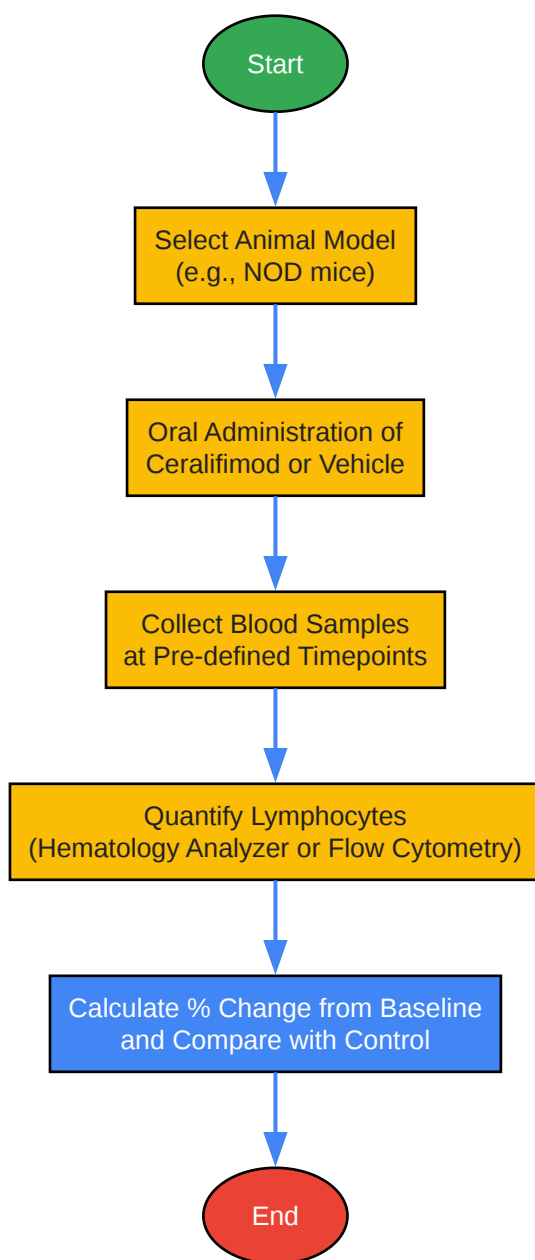 Start
Select Animal Model
(e.g., NOD mice)
Oral Administration of
Ceralifimod or Vehicle
Collect Blood Samples
at Pre-defined Timepoints
Quantify Lymphocytes
(Hematology Analyzer or Flow Cytometry)
Calculate % Change from Baseline
and Compare with Control
End